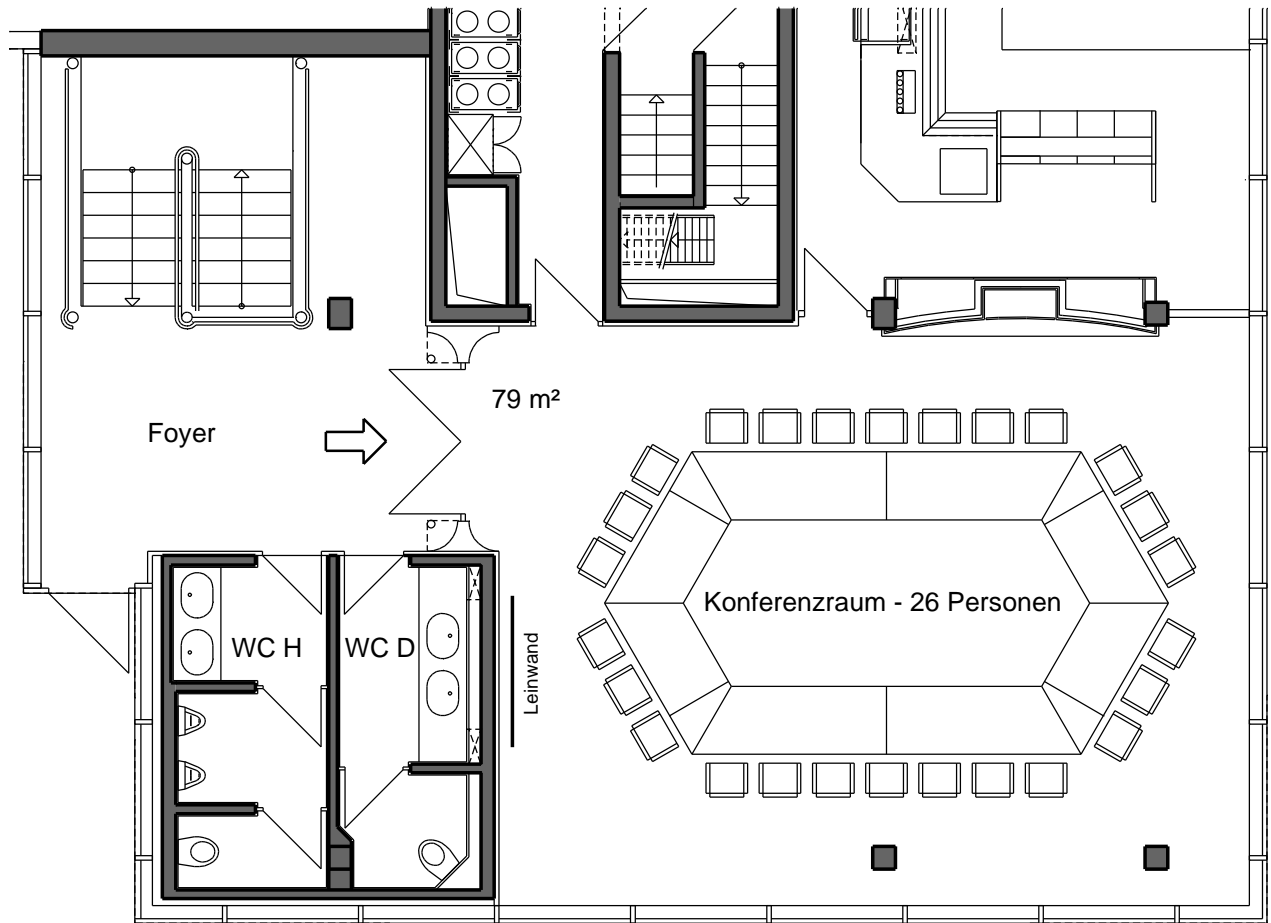 79 m²
Foyer
Konferenzraum - 26 Personen
WC H
WC D
Leinwand